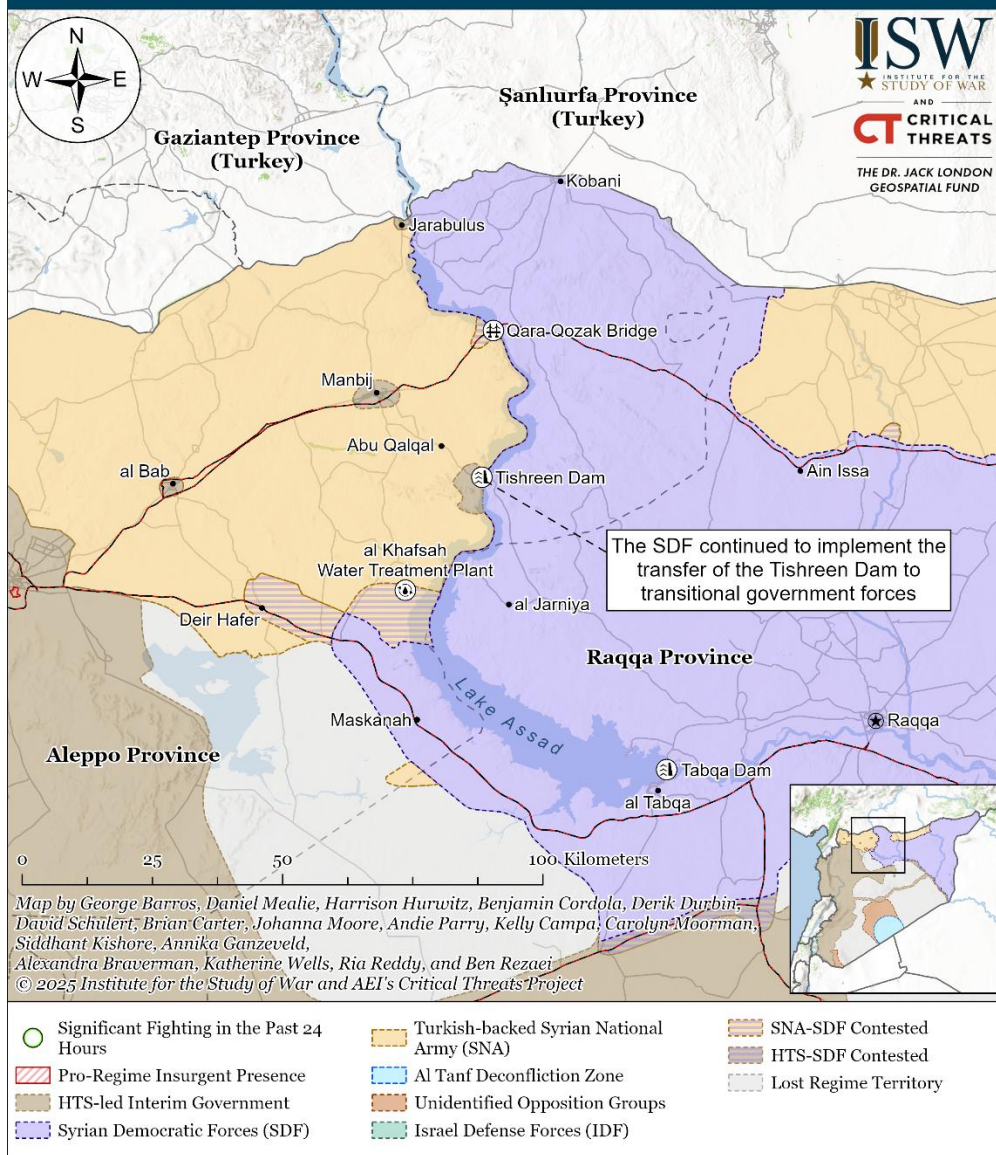 N
W E
S
ISW
INSTITUTE FOR THE
STUDY OF WAR
AND
CT CRITICAL
THREATS
THE DR. JACK LONDON
GEOSPATIAL FUND
Şanlıurfa Province
(Turkey)
Gaziantep Province
(Turkey)
Kobani
Jarabulus
Qara-Qozak Bridge
Manbij
Abu Qalqal
al Bab
Tishreen Dam
Ain Issa
The SDF continued to implement the
transfer of the Tishreen Dam to
transitional government forces
al Khafsah
Water Treatment Plant
Deir Hafer
al Jarniya
Raqqa Province
Lake Assad
Maskanah
Raqqa
Aleppo Province
Tabqa Dam
al Tabqa
0 25 50 100 Kilometers
Map by George Barros, Daniel Mealie, Harrison Hurwitz, Benjamin Cordola, Derik Durbin,
David Schulert, Brian Carter, Johanna Moore, Andie Parry, Kelly Campa, Carolyn Moorman,
Siddhant Kishore, Annika Ganzeveld,
Alexandra Braverman, Katherine Wells, Ria Reddy, and Ben Rezaei
© 2025 Institute for the Study of War and AEI's Critical Threats Project
Significant Fighting in the Past 24
Hours
Pro-Regime Insurgent Presence
HTS-led Interim Government
Syrian Democratic Forces (SDF)
Turkish-backed Syrian National
Army (SNA)
Al Tanf Deconfliction Zone
Unidentified Opposition Groups
Israel Defense Forces (IDF)
SNA-SDF Contested
HTS-SDF Contested
Lost Regime Territory